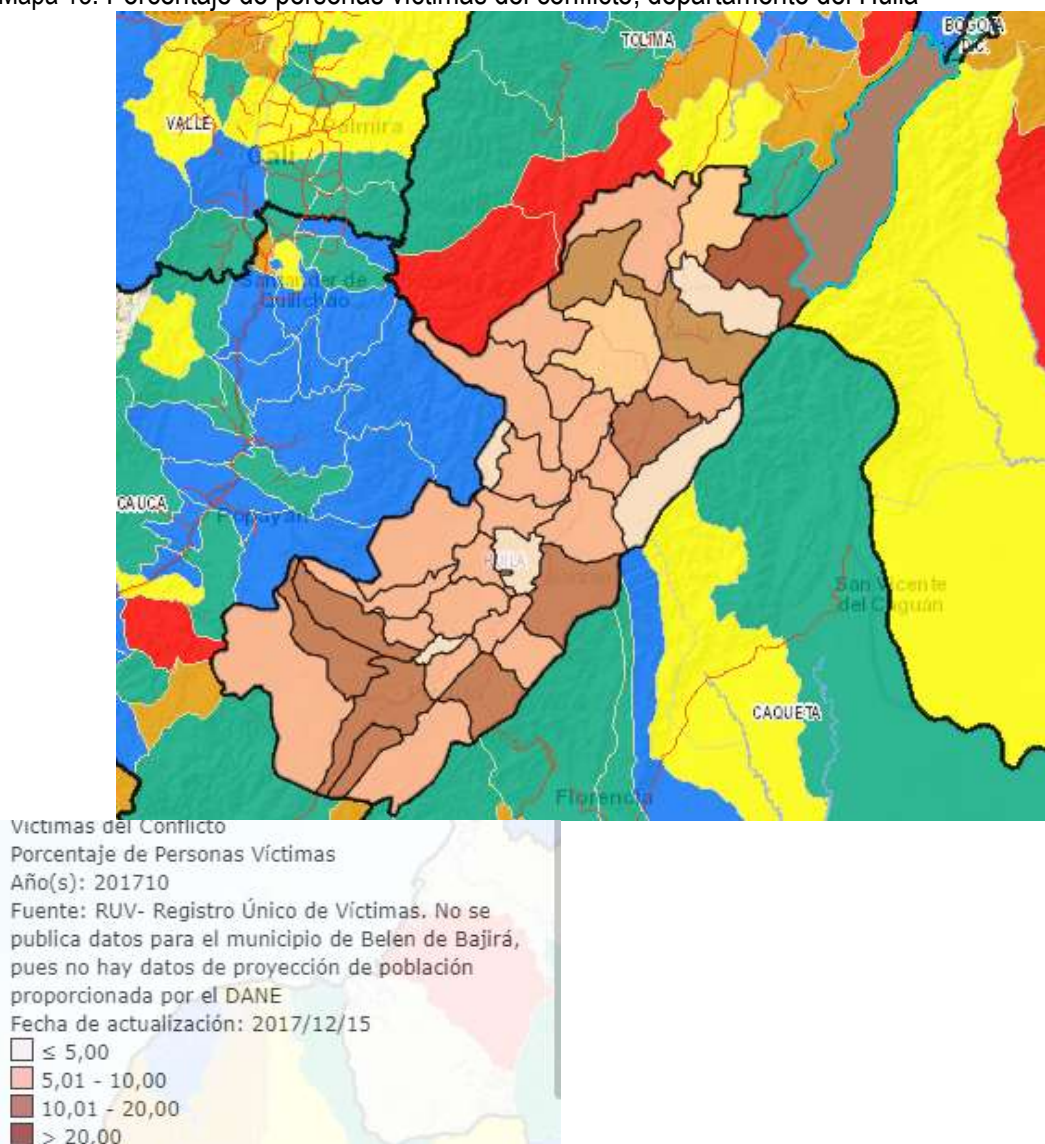 Mapa 16. Porcentaje de personas víctimas del conflicto, departamento del Huila
TOLIMA
BOGOTA
D.C.
VALLE
Palmira
Cali
Santander de
Quilichao
CAUCA
Popayán
HUILA
San Vicente
del Caguán
CAQUETA
Florencia
Víctimas del Conflicto
Porcentaje de Personas Víctimas
Año(s): 201710
Fuente: RUV- Registro Único de Víctimas. No se
publica datos para el municipio de Belen de Bajirá,
pues no hay datos de proyección de población
proporcionada por el DANE
Fecha de actualización: 2017/12/15
≤ 5,00
5,01 - 10,00
10,01 - 20,00
> 20,00